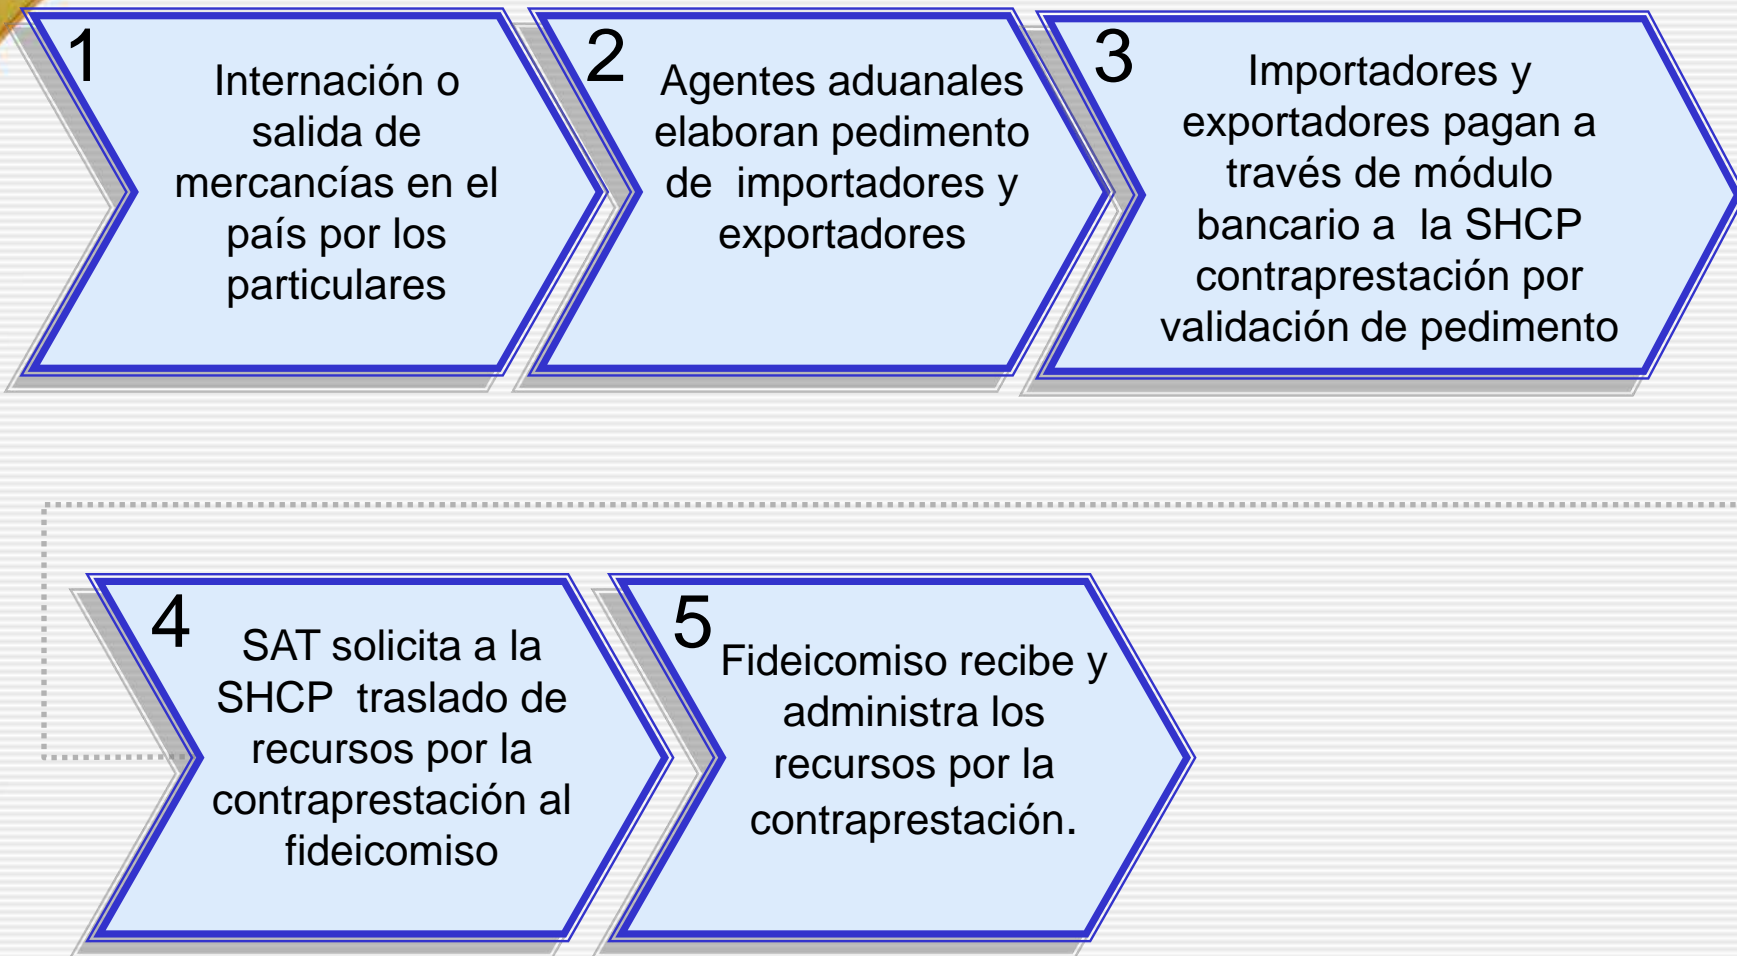 1
Internación o
salida de
mercancías en el
país por los
particulares
2
Agentes aduanales
elaboran pedimento
de importadores y
exportadores
3
Importadores y
exportadores pagan a
través de módulo
bancario a la SHCP
contraprestación por
validación de pedimento
4
SAT solicita a la
SHCP traslado de
recursos por la
contraprestación al
fideicomiso
5
Fideicomiso recibe y
administra los
recursos por la
contraprestación.